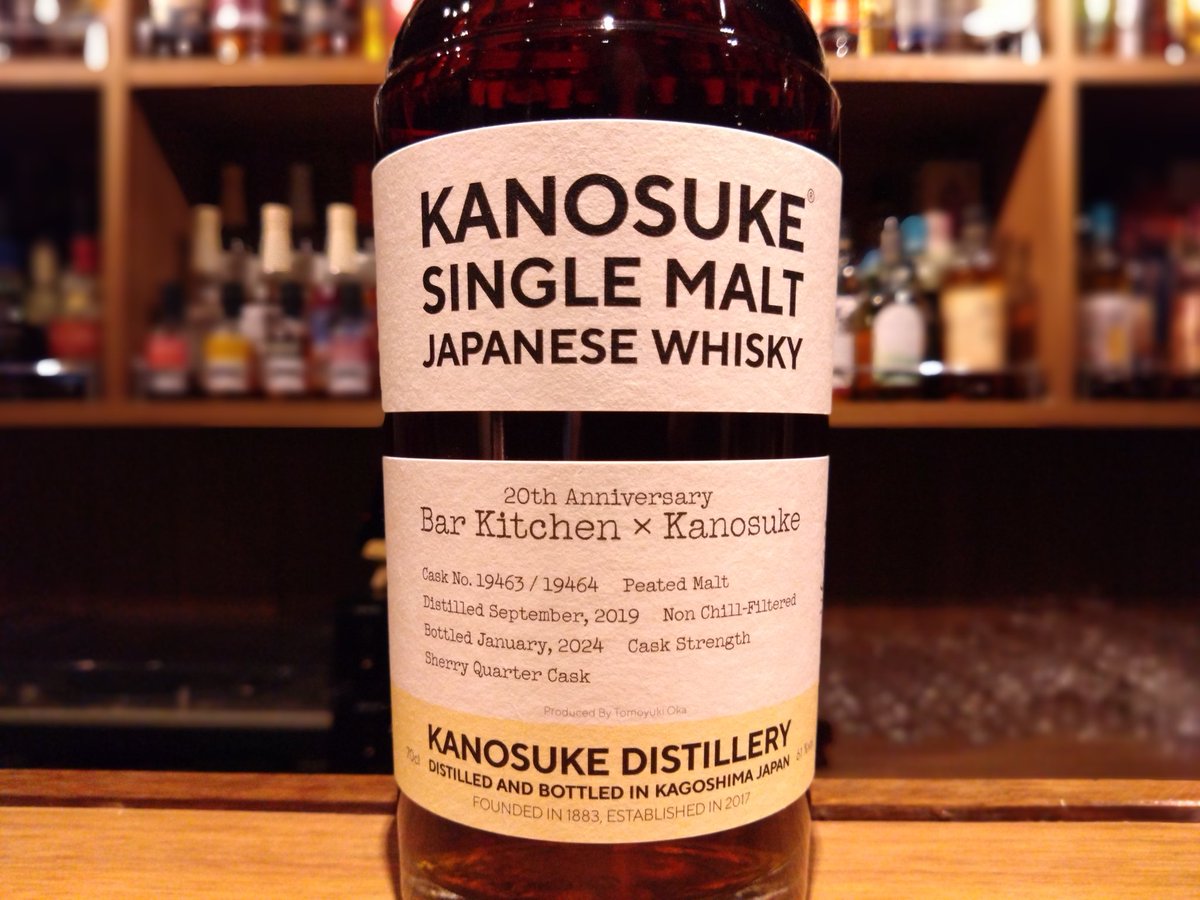 KANOSUKE®
SINGLE MALT
JAPANESE WHISKY
20th Anniversary
Bar Kitchen × Kanosuke
Cask No. 19463 / 19464 Peated Malt
Distilled September, 2019 Non Chill-Filtered
Bottled January, 2024 Cask Strength
Sherry Quarter Cask
Produced By Tomoyuki Oka
70cl
KANOSUKE DISTILLERY
DISTILLED AND BOTTLED IN KAGOSHIMA JAPAN
FOUNDED IN 1883, ESTABLISHED IN 2017